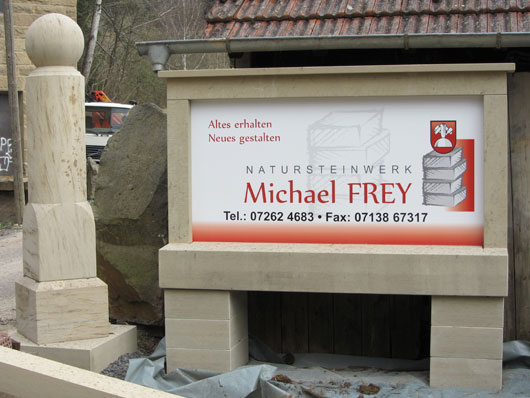 Altes erhalten
Neues gestalten
NATURSTEINWERK
Michael FREY
Tel.: 07262 4683 • Fax: 07138 67317